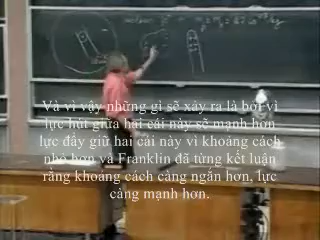 Và vì vậy những gì sẽ xảy ra là bởi vì
lực hút giữa hai cái này sẽ mạnh hơn
lực đẩy giữ hai cái này vì khoảng cách
nhỏ hơn và Franklin đã từng kết luận
rằng khoảng cách càng ngắn hơn, lực
càng mạnh hơn.